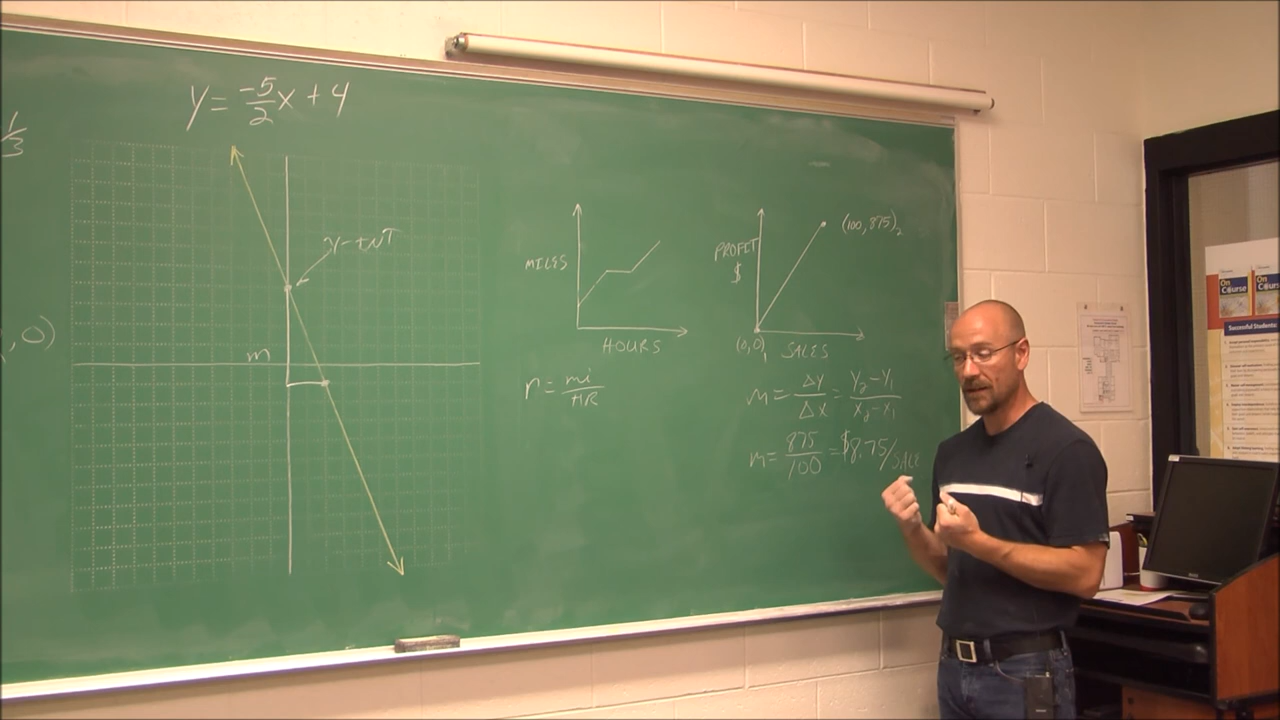 y = -5/2 x + 4
1/3
, 0)
y-INT
m
MILES
HOURS
r = mi/HR
PROFIT
$
(100, 875)₂
(0, 0)₁
SALES
m = Δy/Δx = y₂-y₁/x₂-x₁
m = 875/100 = $8.75/SALE
On Course
On Course
Successful Students